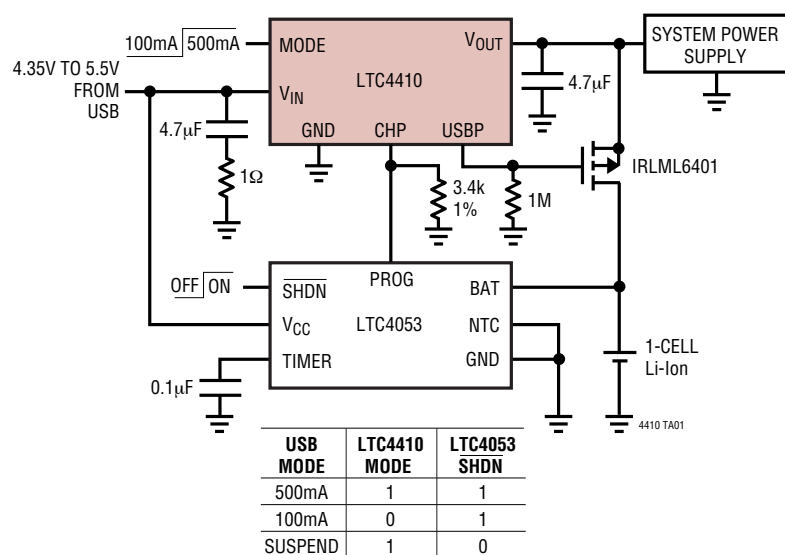 100mA 500mA
MODE
VOUT
SYSTEM POWER
SUPPLY
LTC4410
4.35V TO 5.5V
FROM
USB
VIN
4.7μF
4.7μF
GND
CHP
USBP
1Ω
3.4k
1%
1M
IRLML6401
OFF ON
SHDN
PROG
BAT
VCC
LTC4053
NTC
TIMER
GND
0.1μF
1-CELL
Li-Ion
4410 TA01
USB
MODE
LTC4410
MODE
LTC4053
SHDN
500mA 1 1
100mA 0 1
SUSPEND 1 0